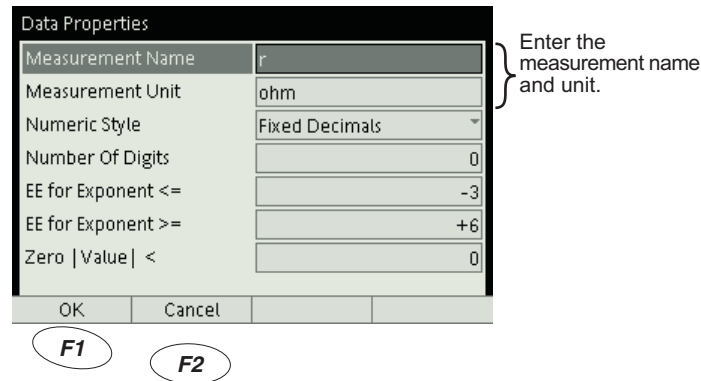 Data Properties
Measurement Name r
Measurement Unit ohm
Numeric Style Fixed Decimals
Number Of Digits 0
EE for Exponent <= -3
EE for Exponent >= +6
Zero |Value| < 0
OK Cancel
F1 F2
Enter the
measurement name
and unit.